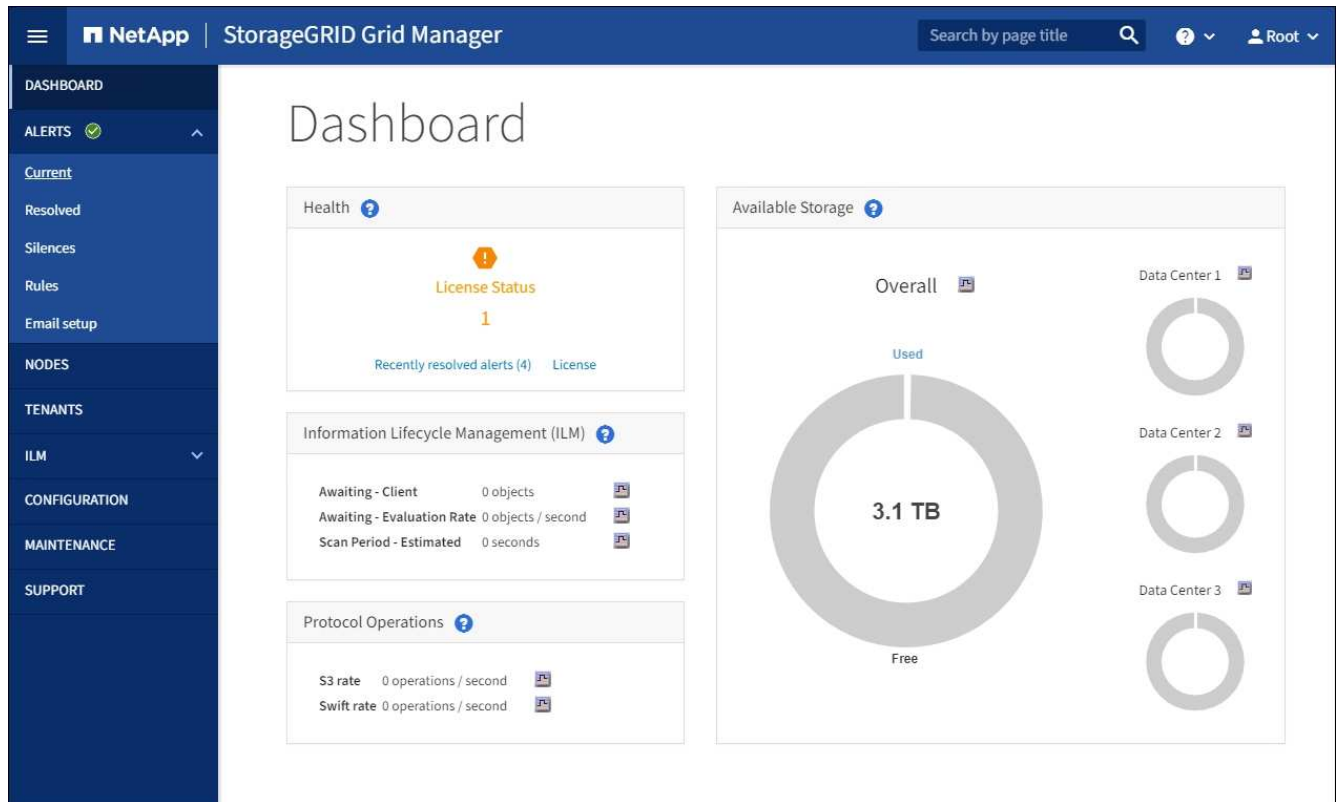 NetApp | StorageGRID Grid Manager
Search by page title
Root
DASHBOARD
ALERTS
Current
Resolved
Silences
Rules
Email setup
NODES
TENANTS
ILM
CONFIGURATION
MAINTENANCE
SUPPORT
Dashboard
Health
License Status
1
Recently resolved alerts (4) License
Information Lifecycle Management (ILM)
Awaiting - Client 0 objects
Awaiting - Evaluation Rate 0 objects / second
Scan Period - Estimated 0 seconds
Protocol Operations
S3 rate 0 operations / second
Swift rate 0 operations / second
Available Storage
Overall
Used
3.1 TB
Free
Data Center 1
Data Center 2
Data Center 3